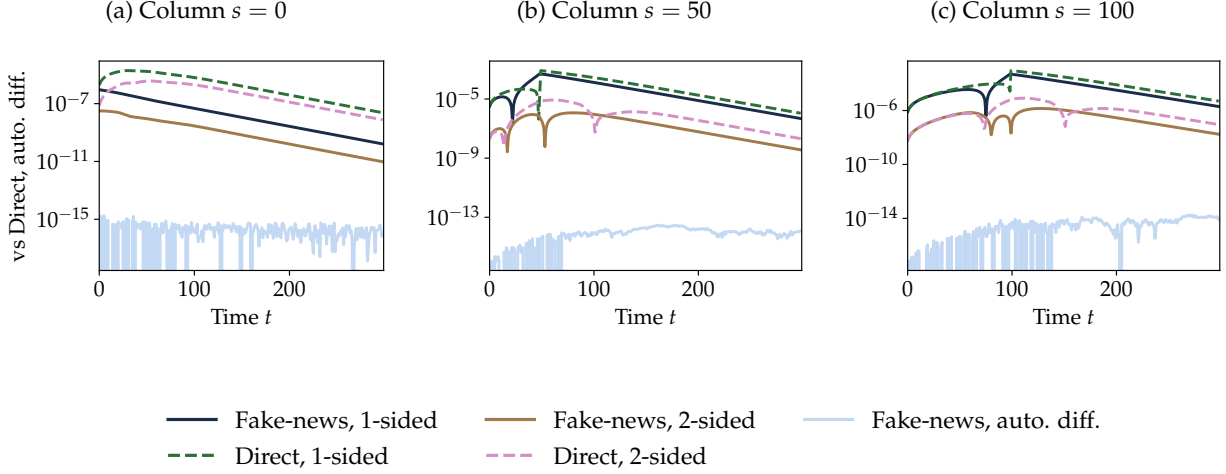 (a) Column s = 0
(b) Column s = 50
(c) Column s = 100
vs Direct, auto. diff.
10⁻⁷
10⁻¹¹
10⁻¹⁵
0
100
200
Time t
10⁻⁵
10⁻⁹
10⁻¹³
0
100
200
Time t
10⁻⁶
10⁻¹⁰
10⁻¹⁴
0
100
200
Time t
Fake-news, 1-sided
Fake-news, 2-sided
Fake-news, auto. diff.
Direct, 1-sided
Direct, 2-sided